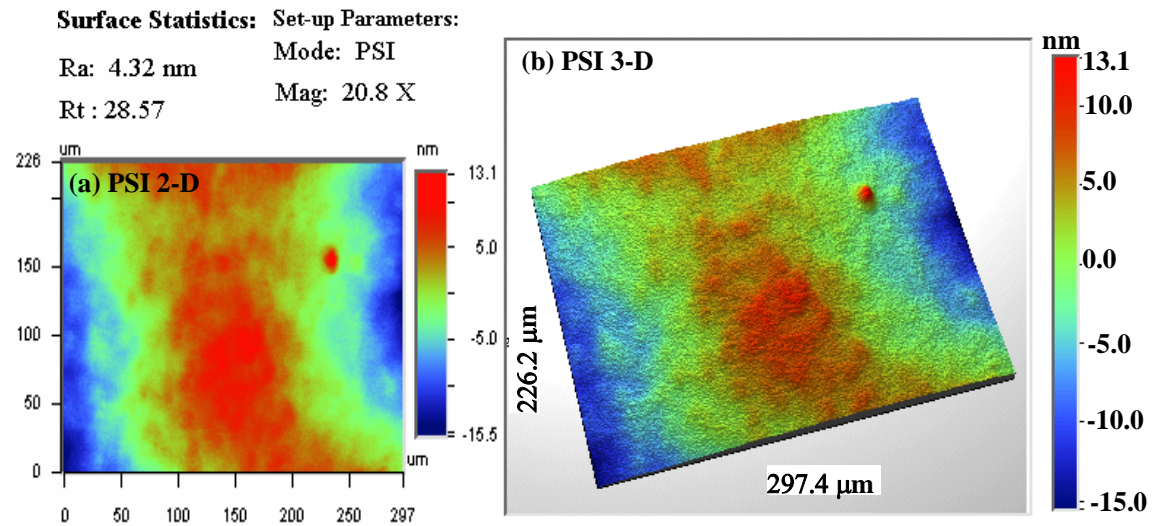 Surface Statistics:
Ra: 4.32 nm
Rt : 28.57
Set-up Parameters:
Mode: PSI
Mag: 20.8 X
um
226
150
100
50
0
0 50 100 150 200 250 297
um
(a) PSI 2-D
nm
13.1
5.0
-5.0
-15.5
(b) PSI 3-D
226.2 µm
297.4 µm
nm
13.1
10.0
5.0
0.0
-5.0
-10.0
-15.0